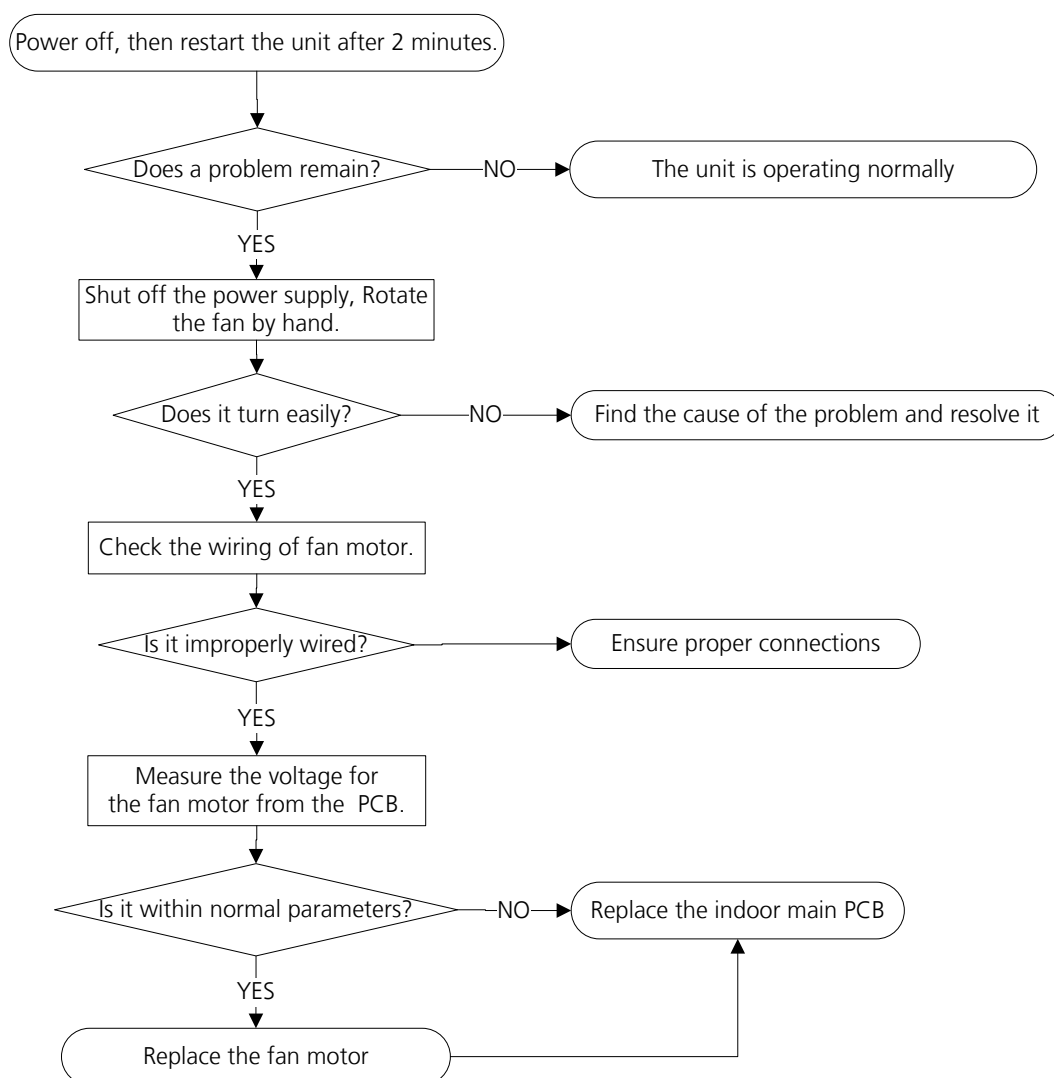 Power off, then restart the unit after 2 minutes.
Does a problem remain?
NO
The unit is operating normally
YES
Shut off the power supply, Rotate
the fan by hand.
Does it turn easily?
NO
Find the cause of the problem and resolve it
YES
Check the wiring of fan motor.
Is it improperly wired?
Ensure proper connections
YES
Measure the voltage for
the fan motor from the PCB.
Is it within normal parameters?
NO
Replace the indoor main PCB
YES
Replace the fan motor